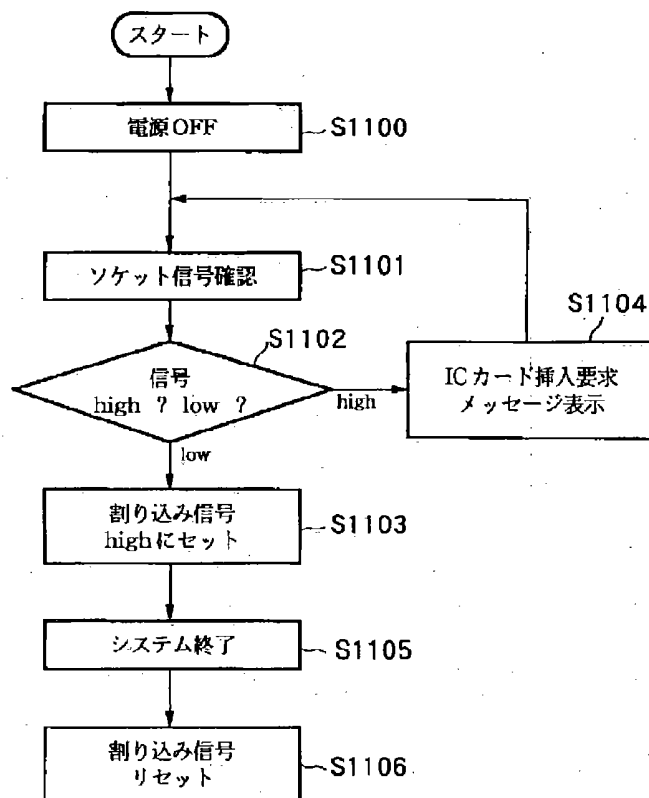 スタート
電源OFF
S1100
ソケット信号確認
S1101
信号
high ? low ?
S1102
high
low
ICカード挿入要求
メッセージ表示
S1104
割り込み信号
highにセット
S1103
システム終了
S1105
割り込み信号
リセット
S1106